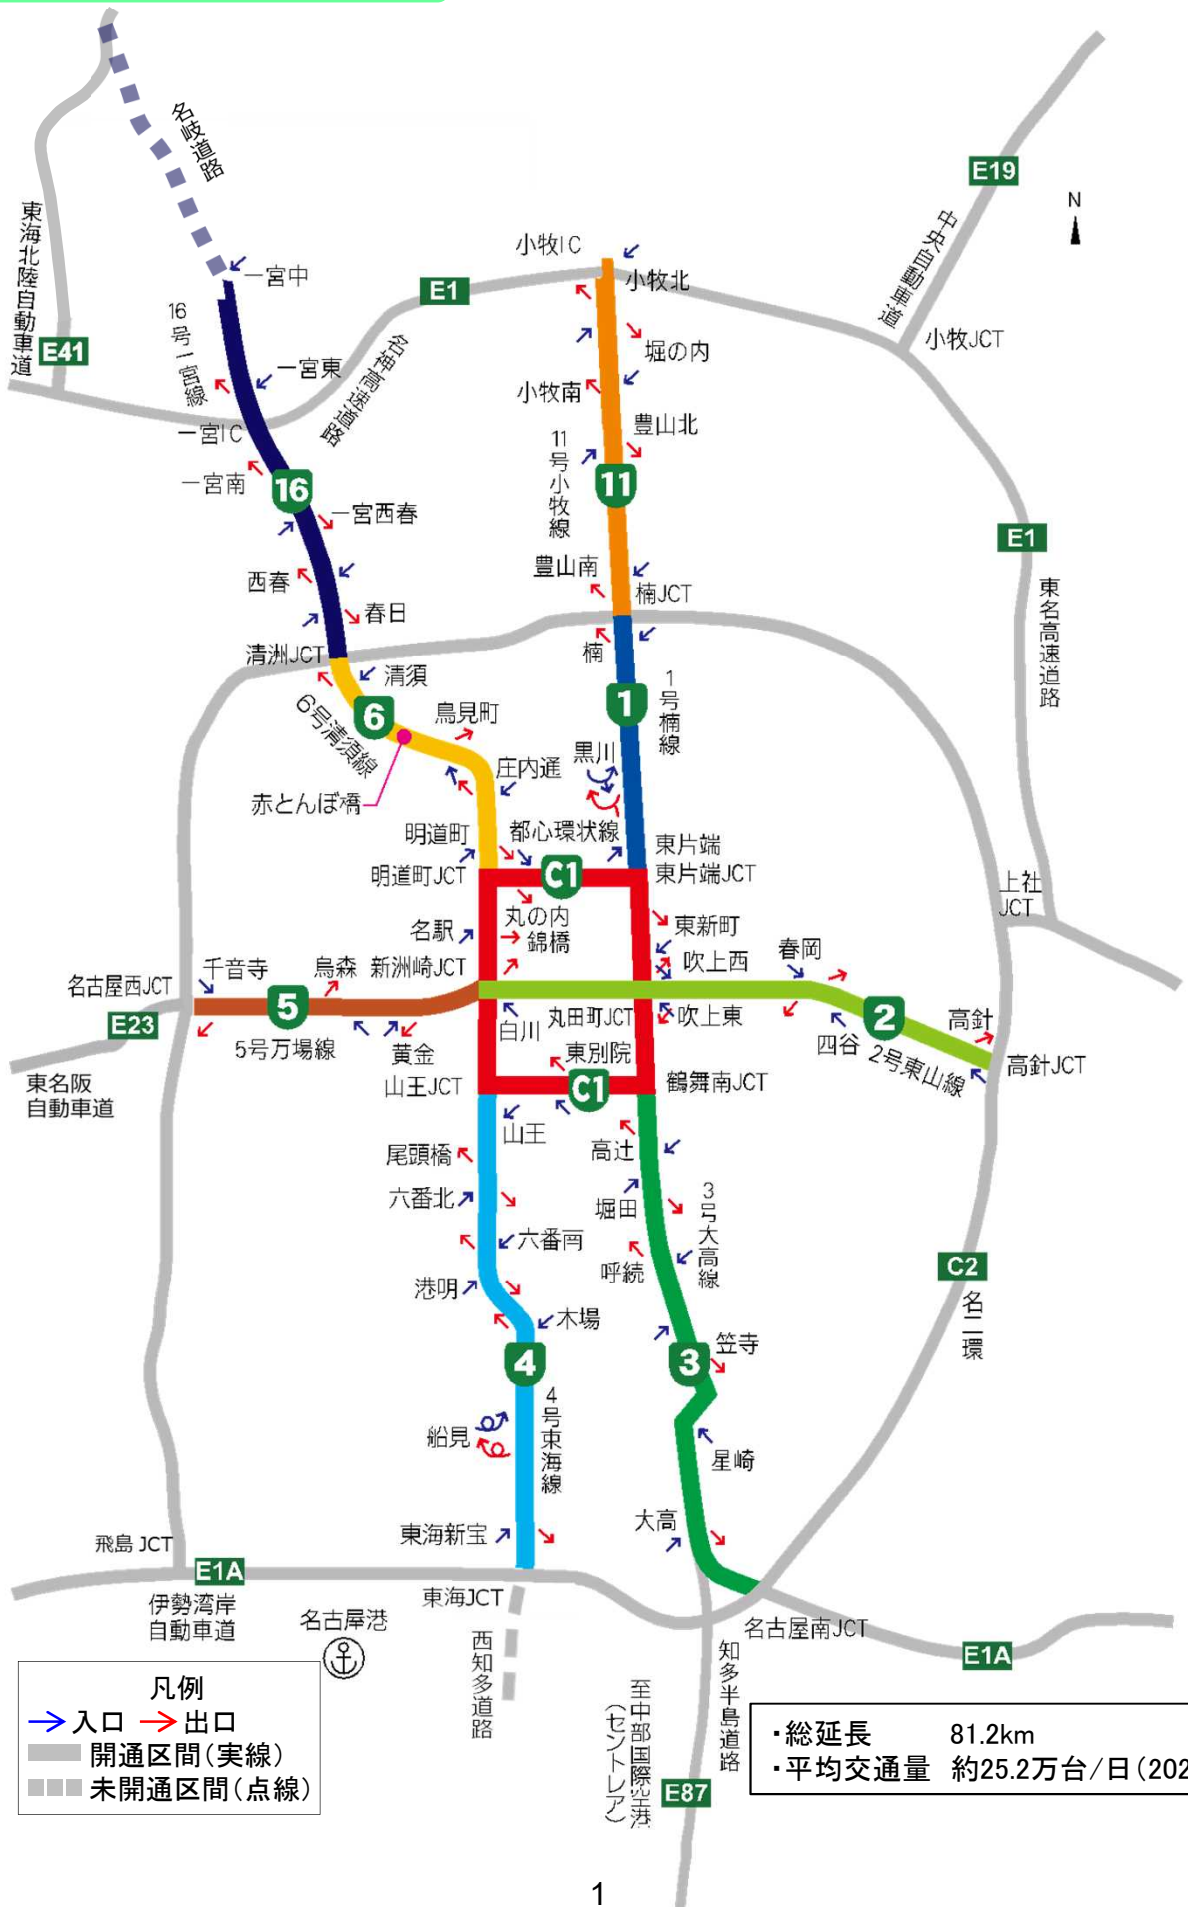 名岐道路
E19
N
中央自動車道
東海北陸自動車道
小牧IC
一宮中
小牧北
E1
16号一宮線
E41
堀の内
小牧JCT
一宮東
名神高速道路
小牧南
豊山北
一宮IC
11号小牧線
一宮南
16
11
一宮西春
E1
豊山南
西春
楠JCT
東名高速道路
春日
楠
清洲JCT
清須
1
1号楠線
6
6号清須線
鳥見町
黒川
庄内通
赤とんぼ橋
明道町
都心環状線
東片端
明道町JCT
C1
東片端JCT
上社
JCT
名駅
丸の内
錦橋
東新町
吹上西
春岡
千音寺
烏森
新洲崎JCT
名古屋西JCT
5
2
E23
白川
丸田町JCT
吹上東
高針
5号万場線
黄金
東別院
四谷
2号東山線
高針JCT
東名阪
自動車道
山王JCT
C1
鶴舞南JCT
山王
尾頭橋
高辻
六番北
堀田
3号大高線
六番南
呼続
C2
名二環
港明
木場
笠寺
4
3
4号東海線
船見
星崎
東海新宝
大高
飛島 JCT
E1A
伊勢湾岸
自動車道
東海JCT
名古屋港
名古屋南JCT
西知多道路
知多半島道路
E1A
至中部国際空港
(セントレア)
E87
凡例
入口 出口
開通区間(実線)
未開通区間(点線)
・総延長 81.2km
・平均交通量 約25.2万台/日(202
1